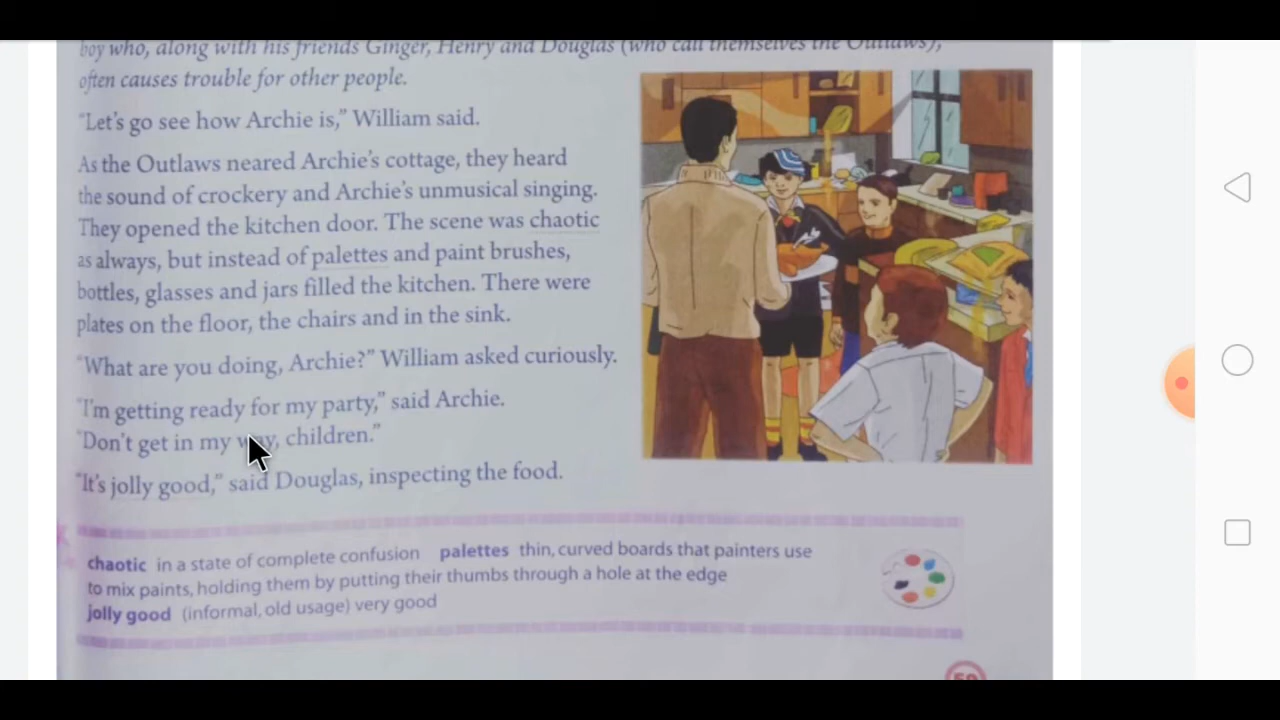 boy who, along with his friends Ginger, Henry and Douglas (who call themselves the Outlaws),
often causes trouble for other people.
“Let’s go see how Archie is,” William said.
As the Outlaws neared Archie’s cottage, they heard
the sound of crockery and Archie’s unmusical singing.
They opened the kitchen door. The scene was chaotic
as always, but instead of palettes and paint brushes,
bottles, glasses and jars filled the kitchen. There were
plates on the floor, the chairs and in the sink.
“What are you doing, Archie?” William asked curiously.
“I’m getting ready for my party,” said Archie.
“Don’t get in my way, children.”
“It’s jolly good,” said Douglas, inspecting the food.
chaotic in a state of complete confusion palettes thin, curved boards that painters use
to mix paints, holding them by putting their thumbs through a hole at the edge
jolly good (informal, old usage) very good